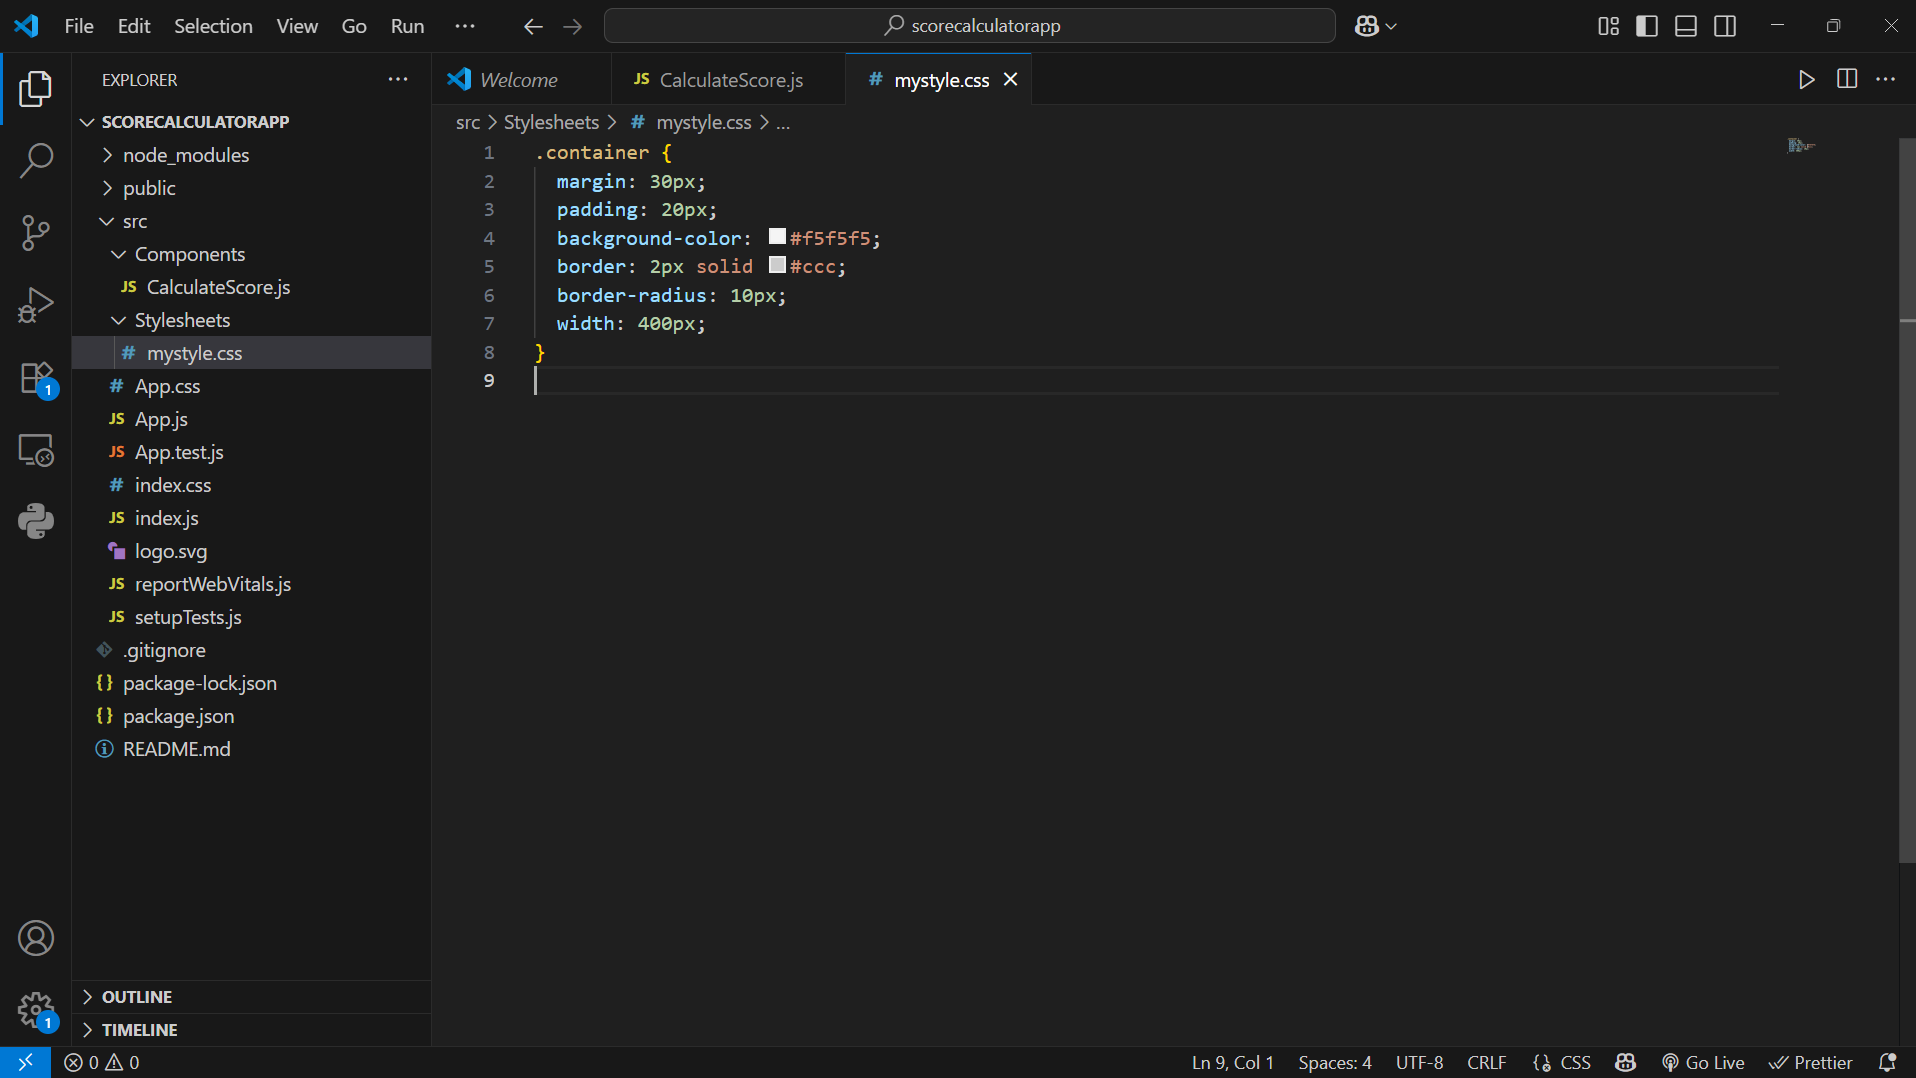 File Edit Selection View Go Run ··· scorecalculatorapp
EXPLORER ···
SCORECALCULATORAPP
node_modules
public
src
Components
JS CalculateScore.js
Stylesheets
# mystyle.css
# App.css
JS App.js
JS App.test.js
# index.css
JS index.js
logo.svg
JS reportWebVitals.js
JS setupTests.js
.gitignore
{} package-lock.json
{} package.json
README.md
OUTLINE
TIMELINE
1
1
Welcome JS CalculateScore.js # mystyle.css
src > Stylesheets > # mystyle.css > ...
1 .container {
2 margin: 30px;
3 padding: 20px;
4 background-color: #f5f5f5;
5 border: 2px solid #ccc;
6 border-radius: 10px;
7 width: 400px;
8 }
9
0 0 Ln 9, Col 1 Spaces: 4 UTF-8 CRLF {} CSS Go Live Prettier